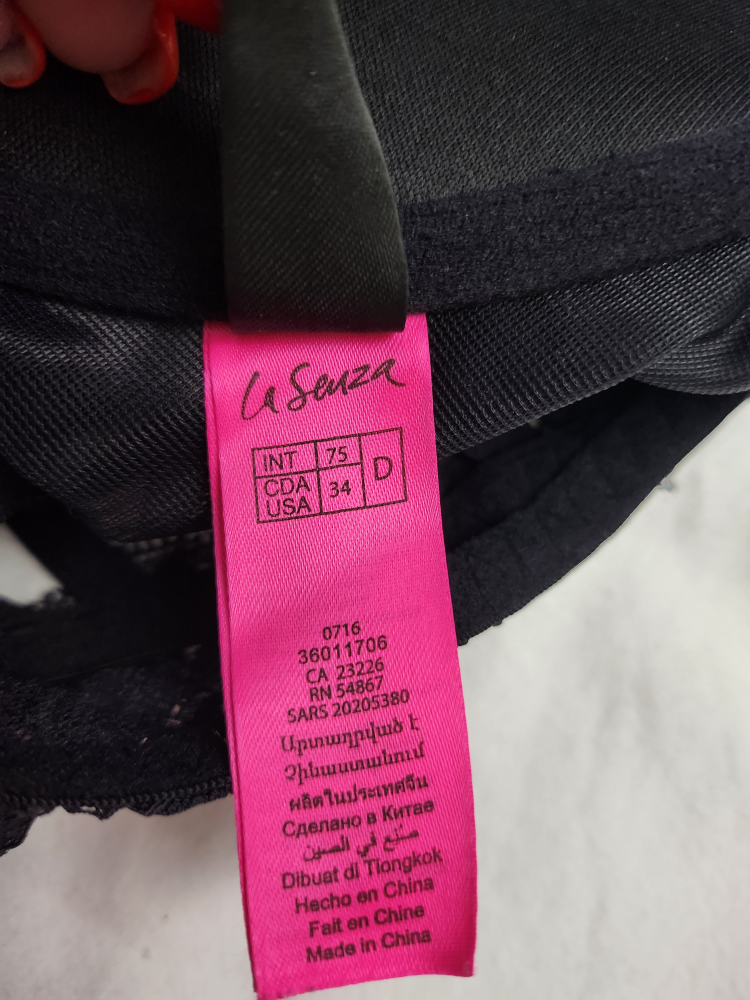 La Senza
INT 75 D
CDA USA 34
0716
36011706
CA 23226
RN 54867
SARS 20205380
Արտադրված է
Չինաստանում
ผลิตในประเทศจีน
Сделано в Китае
صنع في الصين
Dibuat di Tiongkok
Hecho en China
Fait en Chine
Made in China